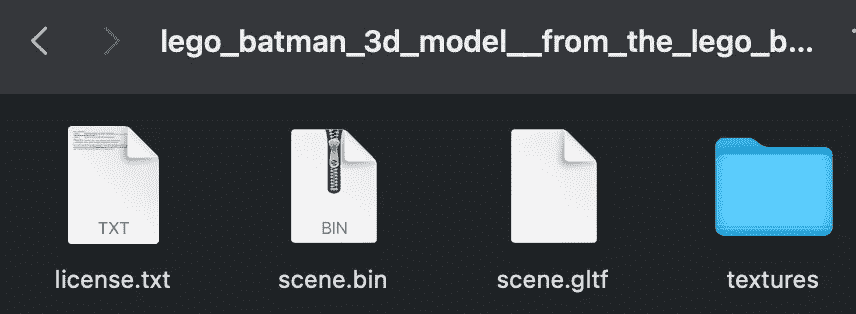 lego_batman_3d_model__from_the_lego_b...
TXT
BIN
license.txt
scene.bin
scene.gltf
textures